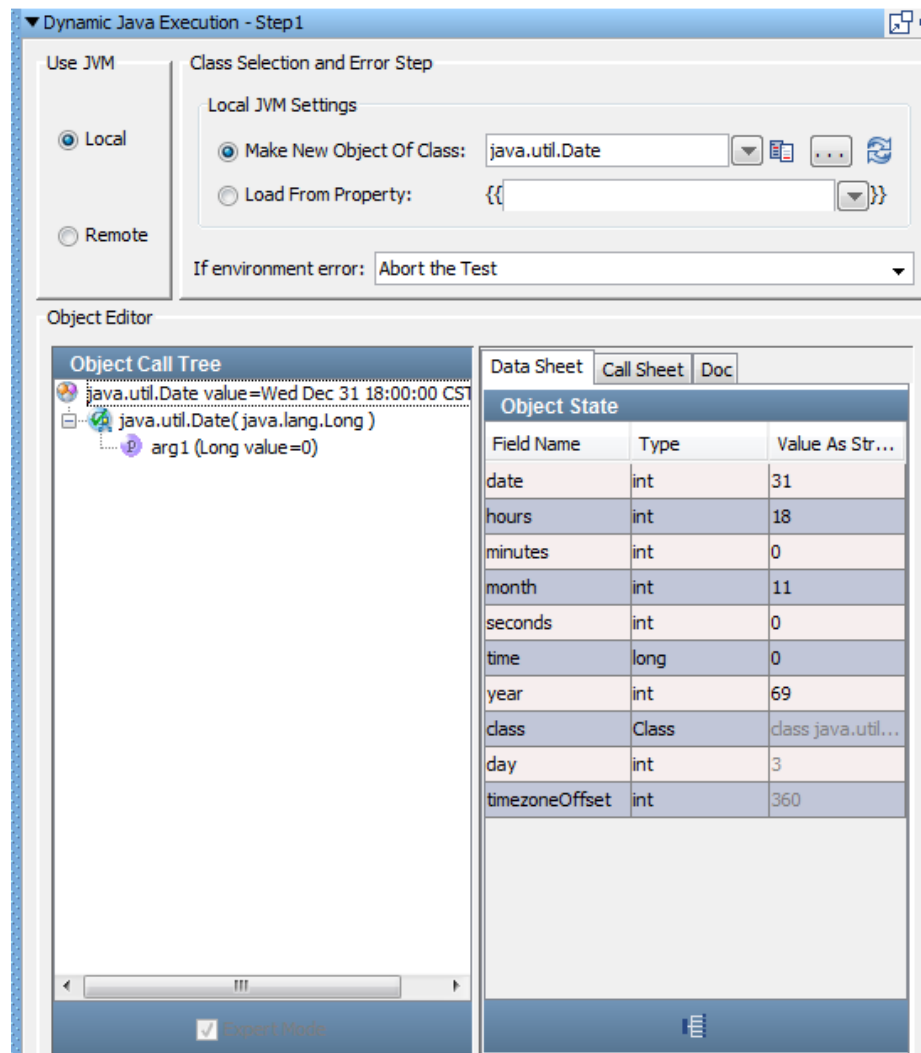 Dynamic Java Execution - Step1
Use JVM
Class Selection and Error Step
Local JVM Settings
Local
Make New Object Of Class: java.util.Date ...
Load From Property: {{ }}
Remote
If environment error: Abort the Test
Object Editor
Object Call Tree
java.util.Date value=Wed Dec 31 18:00:00 CST
java.util.Date( java.lang.Long )
arg1 (Long value=0)
Data Sheet Call Sheet Doc
Object State
Field Name Type Value As Str...
date int 31
hours int 18
minutes int 0
month int 11
seconds int 0
time long 0
year int 69
class Class class java.util...
day int 3
timezoneOffset int 360
Expert Mode